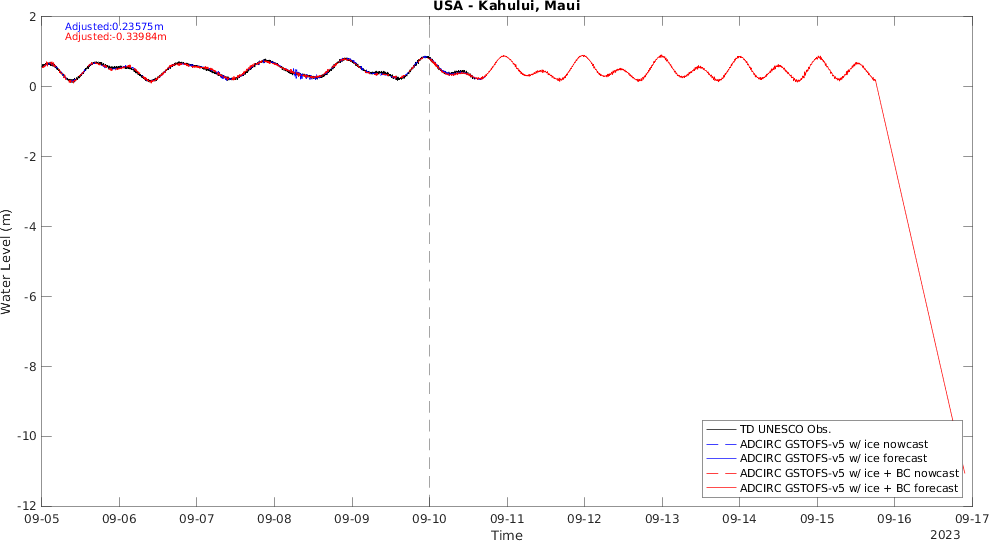 USA - Kahului, Maui
Adjusted:0.23575m
Adjusted:-0.33984m
2
0
-2
-4
-6
-8
-10
-12
Water Level (m)
TD UNESCO Obs.
ADCIRC GSTOFS-v5 w/ ice nowcast
ADCIRC GSTOFS-v5 w/ ice forecast
ADCIRC GSTOFS-v5 w/ ice + BC nowcast
ADCIRC GSTOFS-v5 w/ ice + BC forecast
09-05 09-06 09-07 09-08 09-09 09-10 09-11 09-12 09-13 09-14 09-15 09-16 09-17
Time
2023